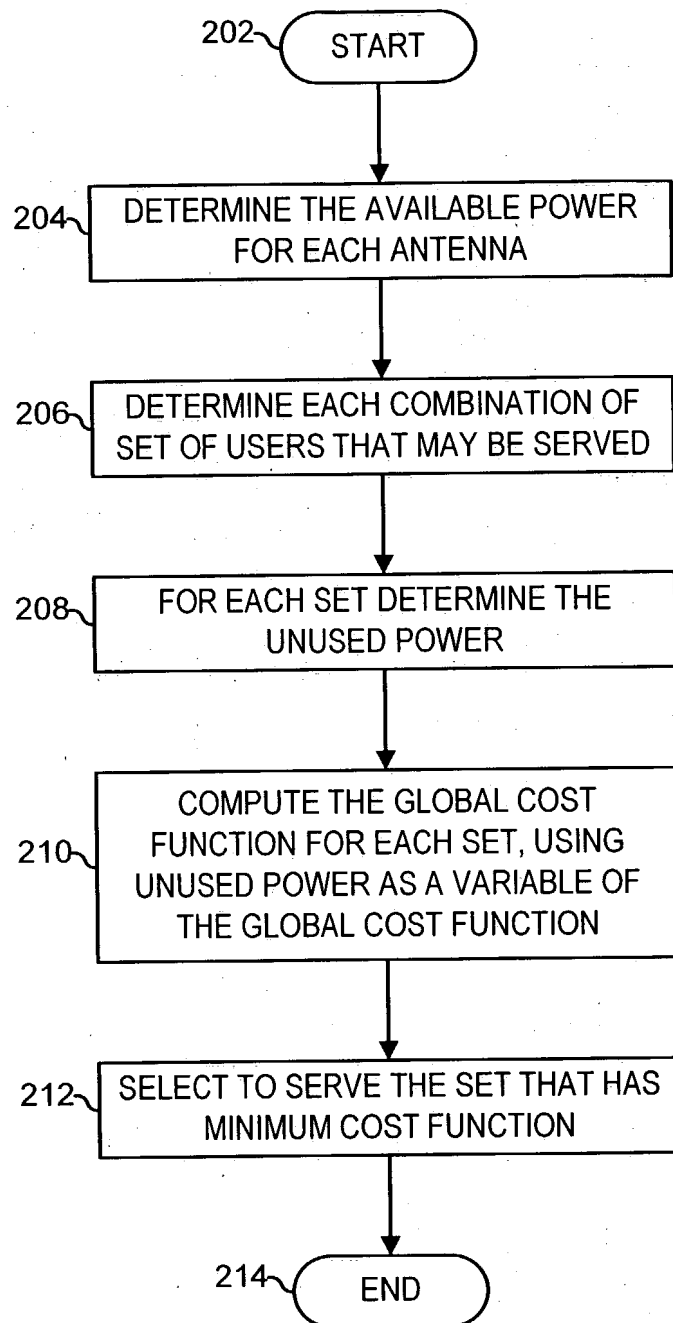 202
START
204
DETERMINE THE AVAILABLE POWER
FOR EACH ANTENNA
206
DETERMINE EACH COMBINATION OF
SET OF USERS THAT MAY BE SERVED
208
FOR EACH SET DETERMINE THE
UNUSED POWER
210
COMPUTE THE GLOBAL COST
FUNCTION FOR EACH SET, USING
UNUSED POWER AS A VARIABLE OF
THE GLOBAL COST FUNCTION
212
SELECT TO SERVE THE SET THAT HAS
MINIMUM COST FUNCTION
214
END